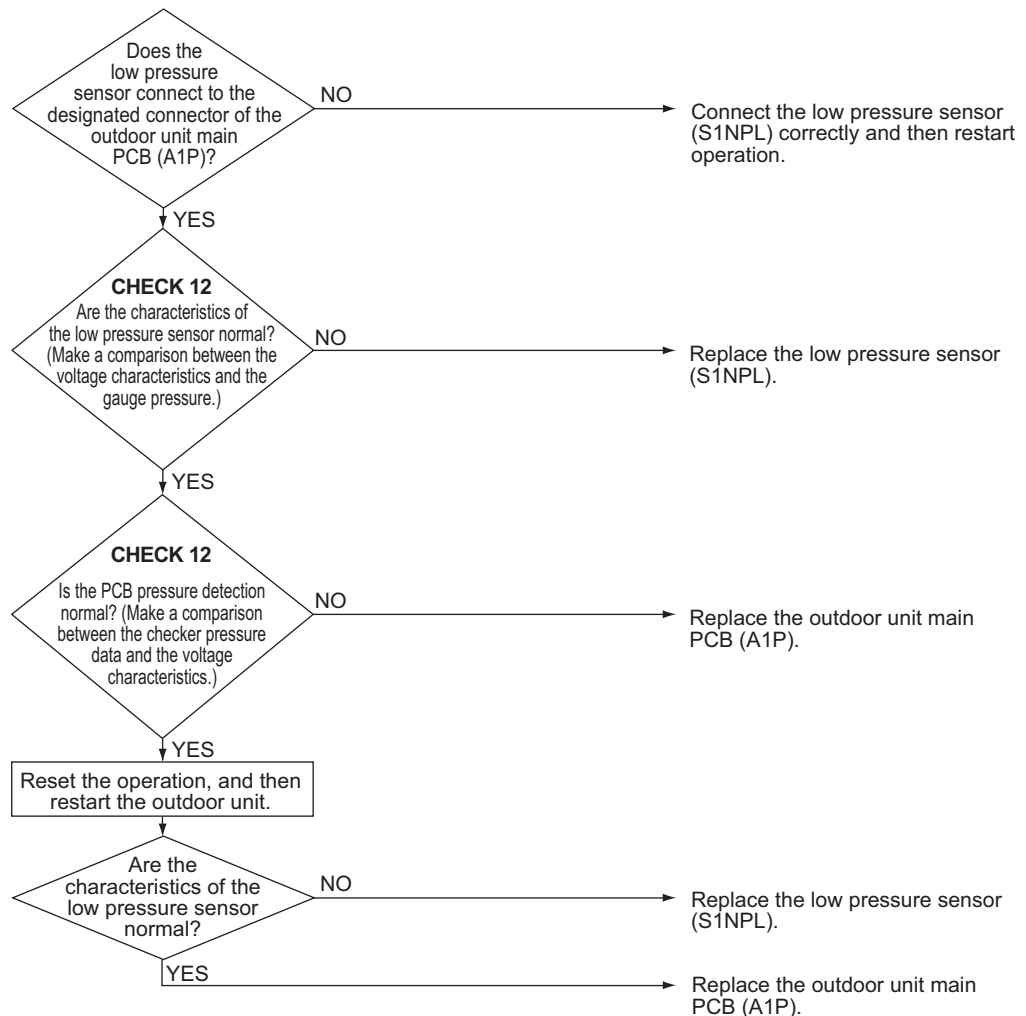 Does the
low pressure
sensor connect to the
designated connector of the
outdoor unit main
PCB (A1P)?
NO
Connect the low pressure sensor
(S1NPL) correctly and then restart
operation.
YES
CHECK 12
Are the characteristics of
the low pressure sensor normal?
(Make a comparison between the
voltage characteristics and the
gauge pressure.)
NO
Replace the low pressure sensor
(S1NPL).
YES
CHECK 12
Is the PCB pressure detection
normal? (Make a comparison
between the checker pressure
data and the voltage
characteristics.)
NO
Replace the outdoor unit main
PCB (A1P).
YES
Reset the operation, and then
restart the outdoor unit.
Are the
characteristics of the
low pressure sensor
normal?
NO
Replace the low pressure sensor
(S1NPL).
YES
Replace the outdoor unit main
PCB (A1P).